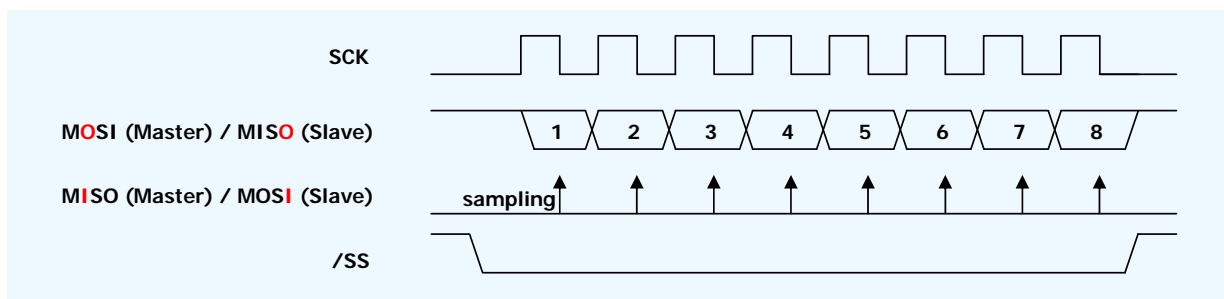 SCK
MOSI (Master) / MISO (Slave)
1 2 3 4 5 6 7 8
MISO (Master) / MOSI (Slave)
sampling
/SS